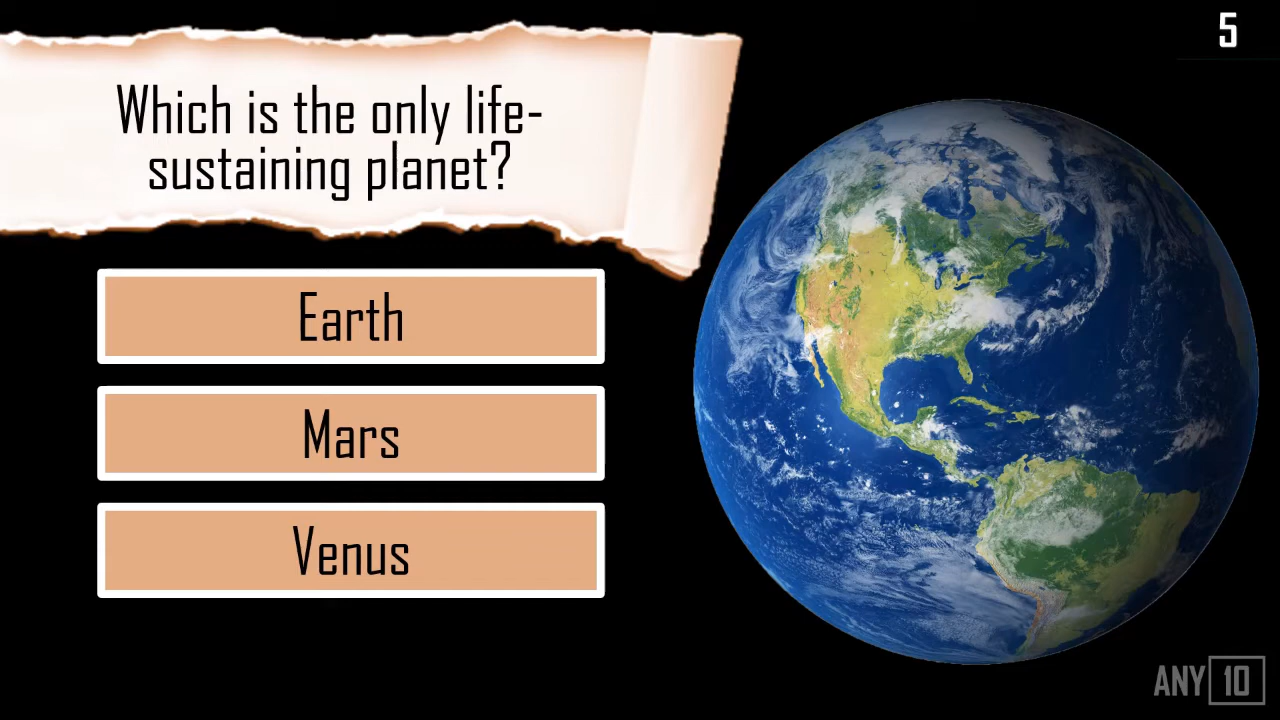 5
Which is the only life-
sustaining planet?
Earth
Mars
Venus
ANY 10